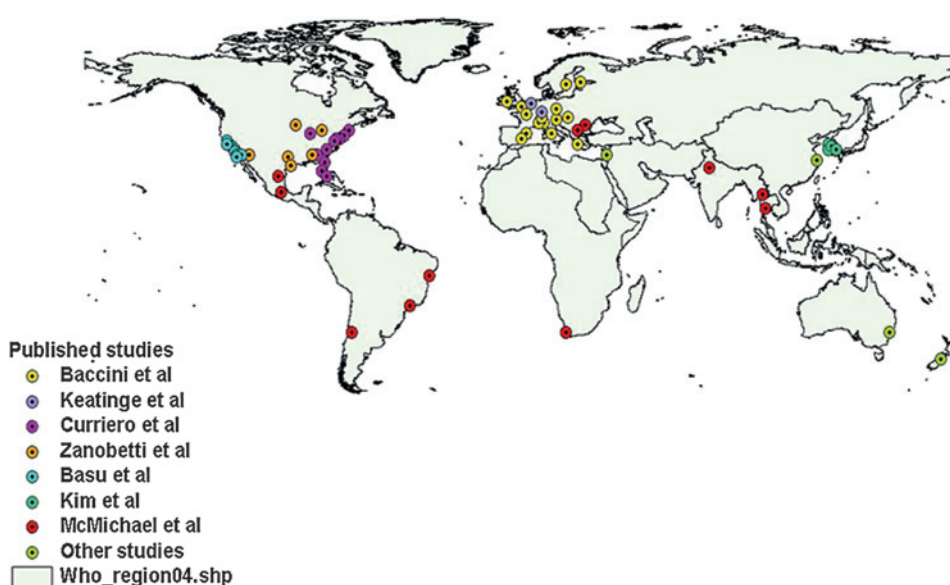 Published studies
Baccini et al
Keatinge et al
Curriero et al
Zanobetti et al
Basu et al
Kim et al
McMichael et al
Other studies
Who_region04.shp